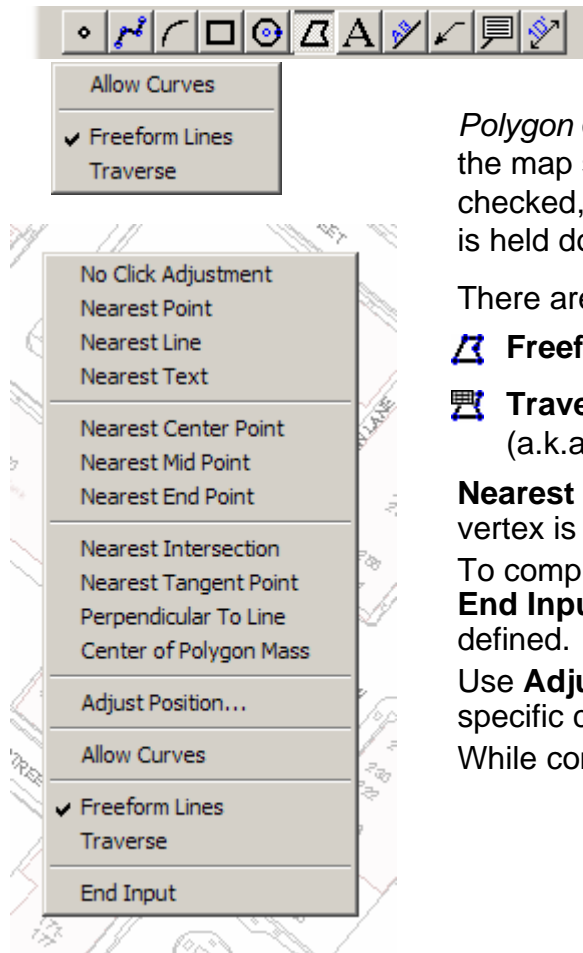 A
Allow Curves
Freeform Lines
Traverse
Polygon
the map
checked,
is held do
There are
Freef
Trave
(a.k.a
Nearest
vertex is
To comp
End Inpu
defined.
Use Adju
specific
While con
No Click Adjustment
Nearest Point
Nearest Line
Nearest Text
Nearest Center Point
Nearest Mid Point
Nearest End Point
Nearest Intersection
Nearest Tangent Point
Perpendicular To Line
Center of Polygon Mass
Adjust Position...
Allow Curves
Freeform Lines
Traverse
End Input